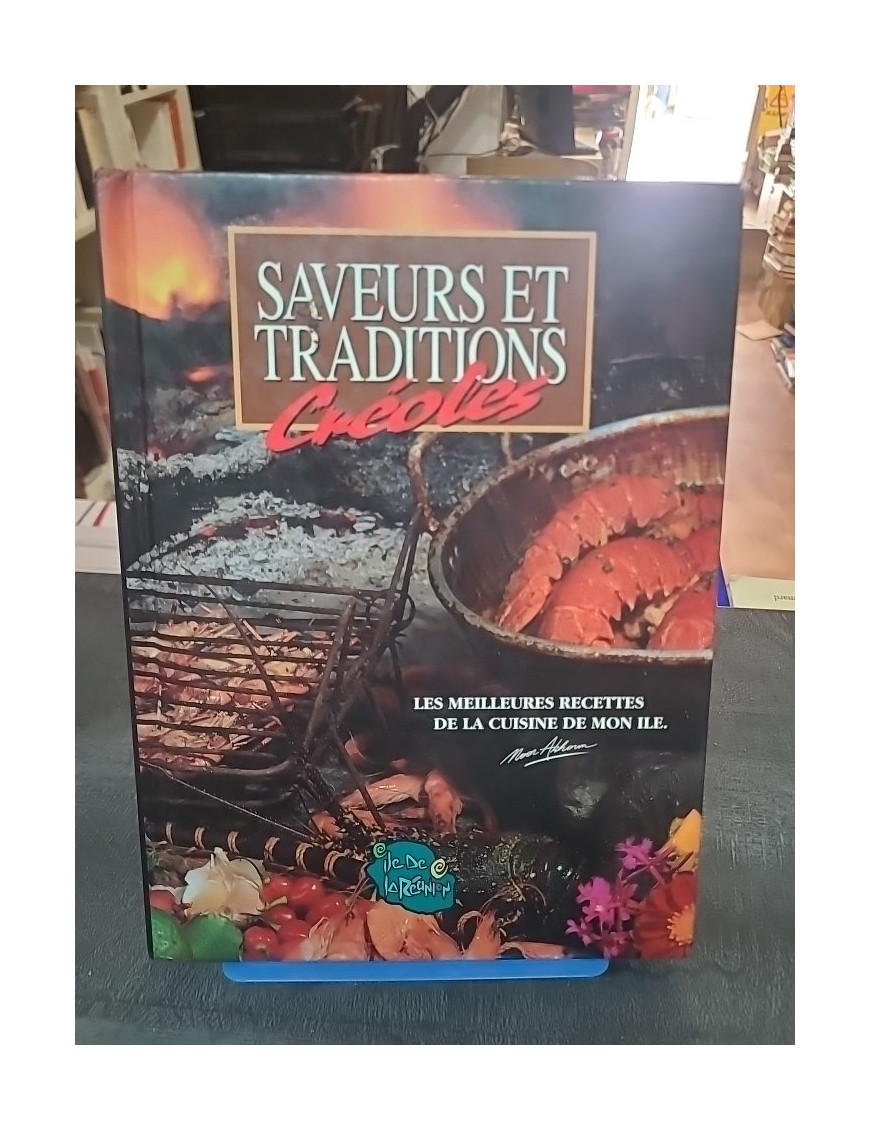 SAVEURS ET
TRADITIONS
Créoles
LES MEILLEURES RECETTES
DE LA CUISINE DE MON ILE.
île De
la Réunion